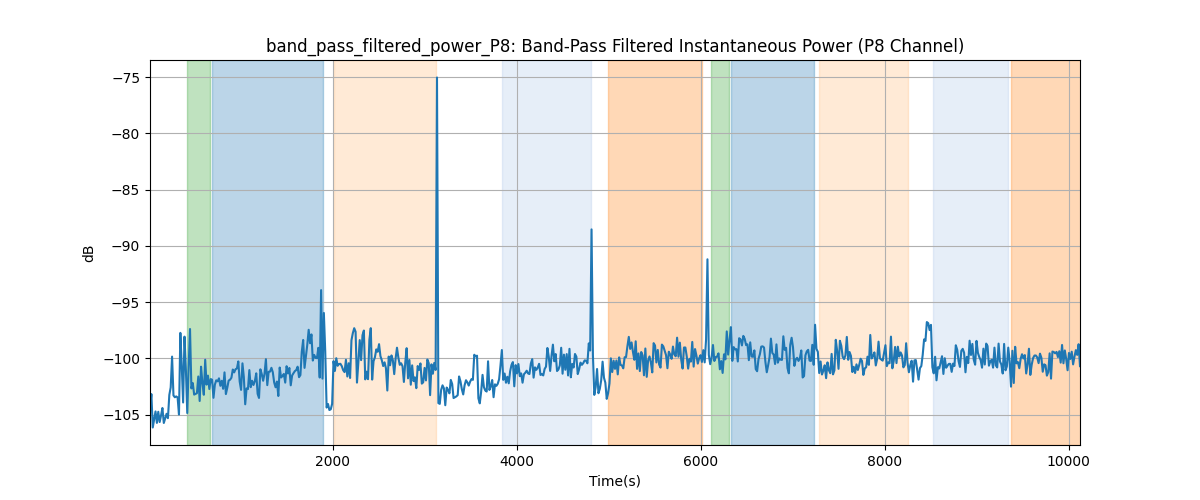 band_pass_filtered_power_P8: Band-Pass Filtered Instantaneous Power (P8 Channel)
−75
−80
−85
−90
−95
−100
−105
dB
2000 4000 6000 8000 10000
Time(s)